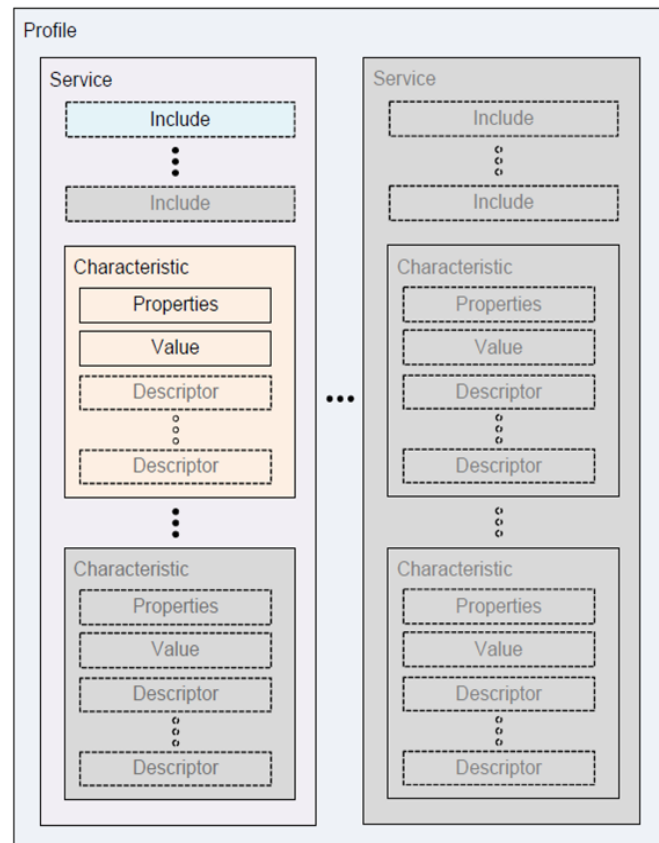 Profile
Service
Include
Include
Characteristic
Properties
Value
Descriptor
Descriptor
Characteristic
Properties
Value
Descriptor
Descriptor
Service
Include
Include
Characteristic
Properties
Value
Descriptor
Descriptor
Characteristic
Properties
Value
Descriptor
Descriptor